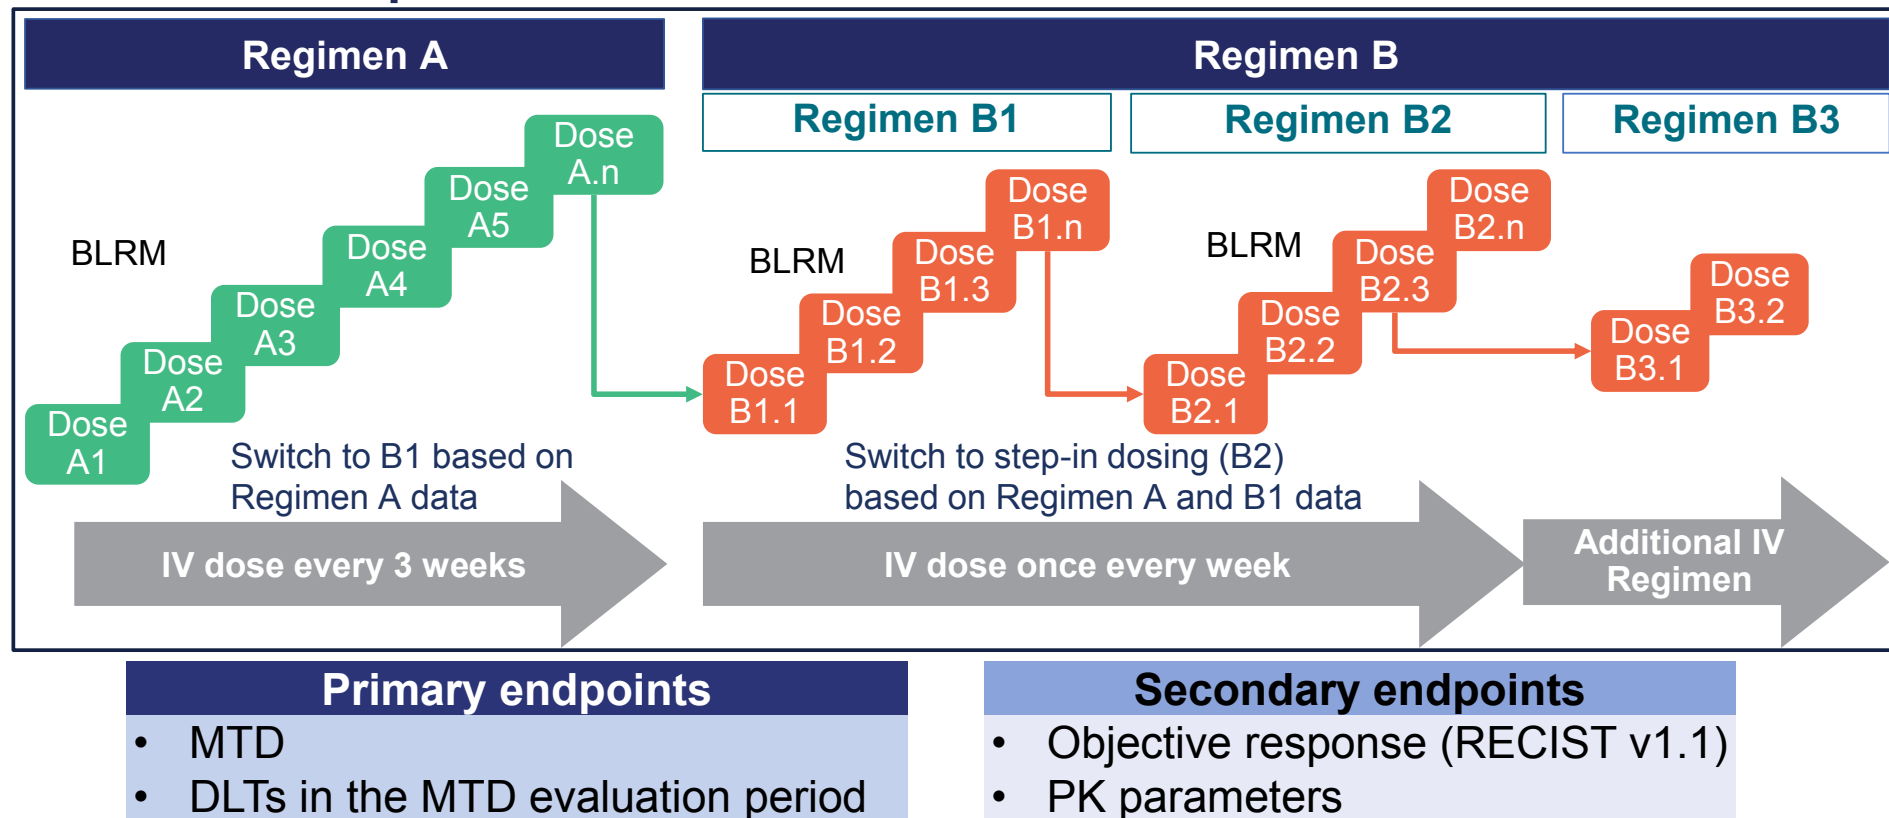 Regimen A
Regimen B
Regimen B1
Regimen B2
Regimen B3
BLRM
Dose
A1
Dose
A2
Dose
A3
Dose
A4
Dose
A5
Dose
A.n
BLRM
Dose
B1.1
Dose
B1.2
Dose
B1.3
Dose
B1.n
BLRM
Dose
B2.1
Dose
B2.2
Dose
B2.3
Dose
B2.n
Dose
B3.1
Dose
B3.2
Switch to B1 based on
Regimen A data
Switch to step-in dosing (B2)
based on Regimen A and B1 data
IV dose every 3 weeks
IV dose once every week
Additional IV
Regimen
Primary endpoints
• MTD
• DLTs in the MTD evaluation period
Secondary endpoints
• Objective response (RECIST v1.1)
• PK parameters